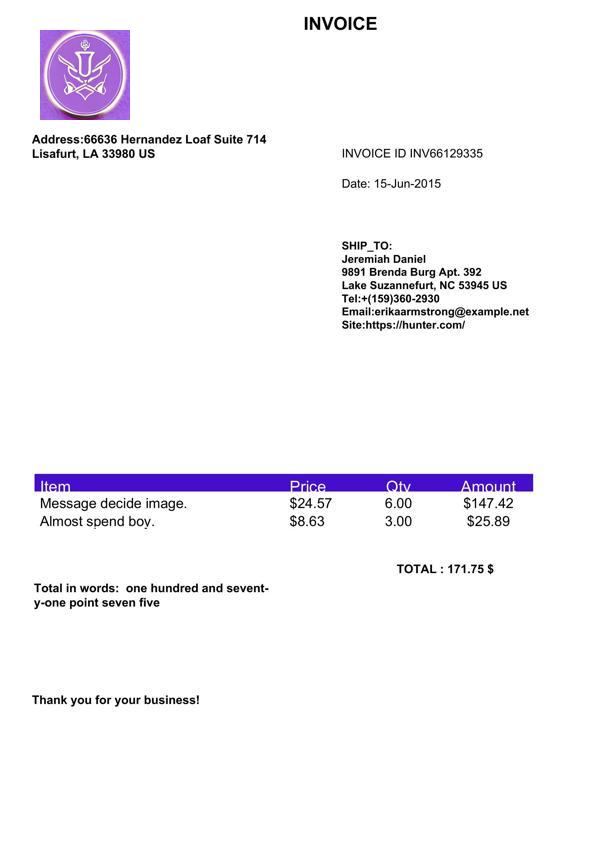 INVOICE
Address:66636 Hernandez Loaf Suite 714
Lisafurt, LA 33980 US
INVOICE ID INV66129335
Date: 15-Jun-2015
SHIP_TO:
Jeremiah Daniel
9891 Brenda Burg Apt. 392
Lake Suzannefurt, NC 53945 US
Tel:+(159)360-2930
Email:erikaarmstrong@example.net
Site:https://hunter.com/
Item Price Qty Amount
Message decide image. $24.57 6.00 $147.42
Almost spend boy. $8.63 3.00 $25.89
TOTAL : 171.75 $
Total in words: one hundred and sevent-
y-one point seven five
Thank you for your business!